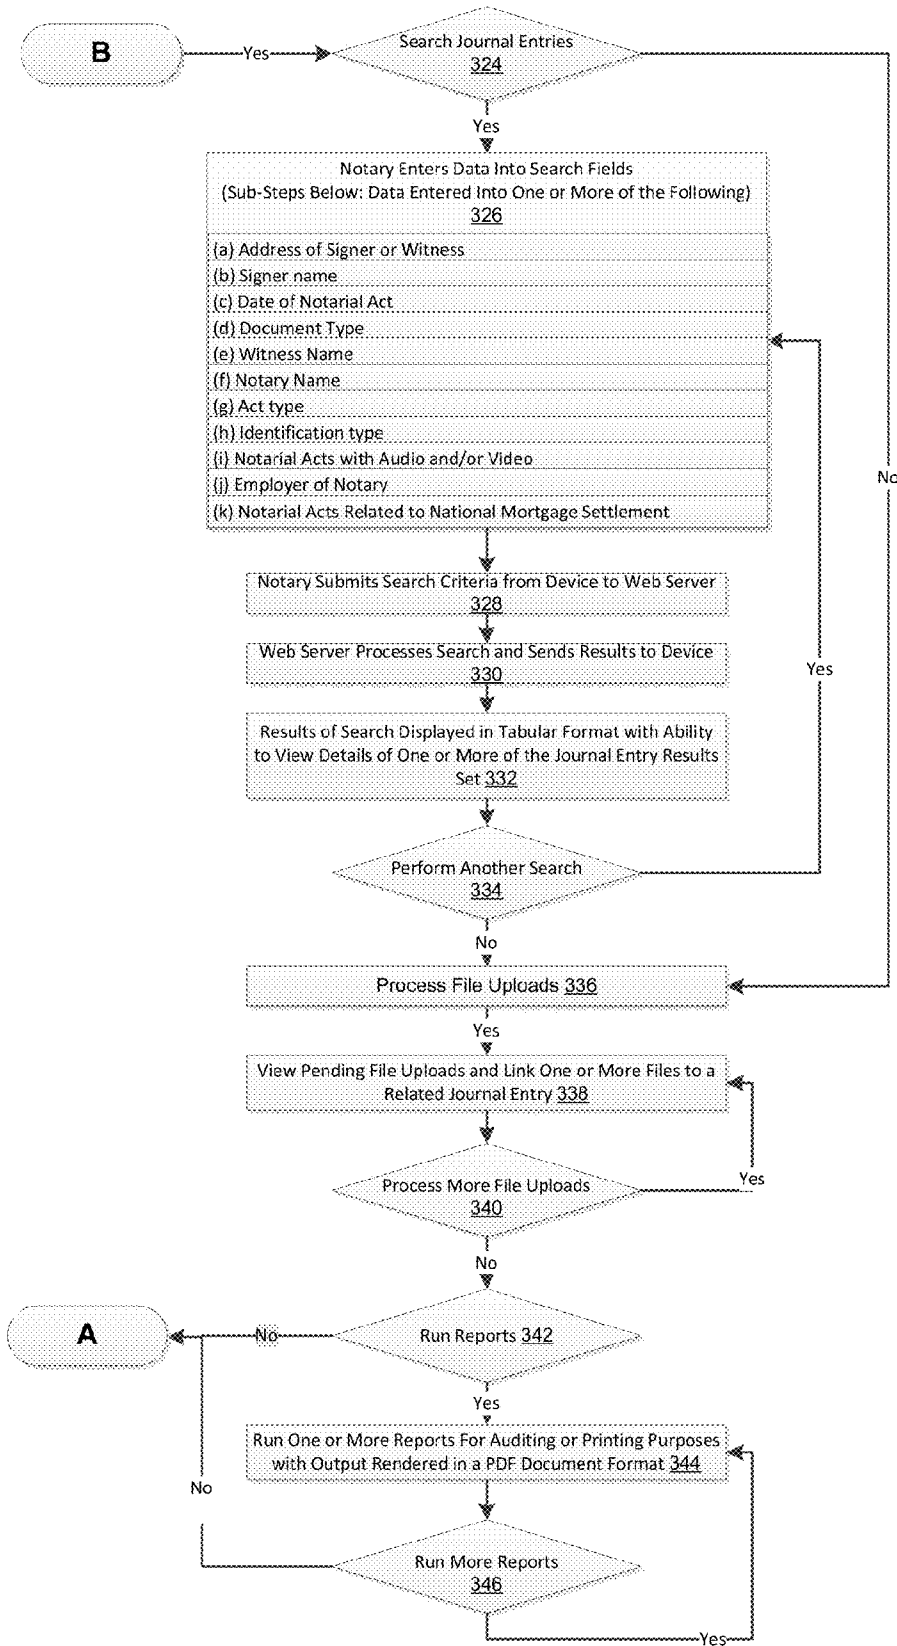 B
Yes
Search Journal Entries
324
Yes
Notary Enters Data Into Search Fields
(Sub-Steps Below: Data Entered Into One or More of the Following)
326
(a) Address of Signer or Witness
(b) Signer name
(c) Date of Notarial Act
(d) Document Type
(e) Witness Name
(f) Notary Name
(g) Act type
(h) Identification type
(i) Notarial Acts with Audio and/or Video
(j) Employer of Notary
(k) Notarial Acts Related to National Mortgage Settlement
No
Notary Submits Search Criteria from Device to Web Server
328
Web Server Processes Search and Sends Results to Device
330
Yes
Results of Search Displayed in Tabular Format with Ability
to View Details of One or More of the Journal Entry Results
Set 332
Perform Another Search
334
No
Process File Uploads 336
Yes
View Pending File Uploads and Link One or More Files to a
Related Journal Entry 338
Process More File Uploads
340
Yes
No
A
No
Run Reports 342
Yes
Run One or More Reports For Auditing or Printing Purposes
with Output Rendered in a PDF Document Format 344
No
Run More Reports
346
Yes